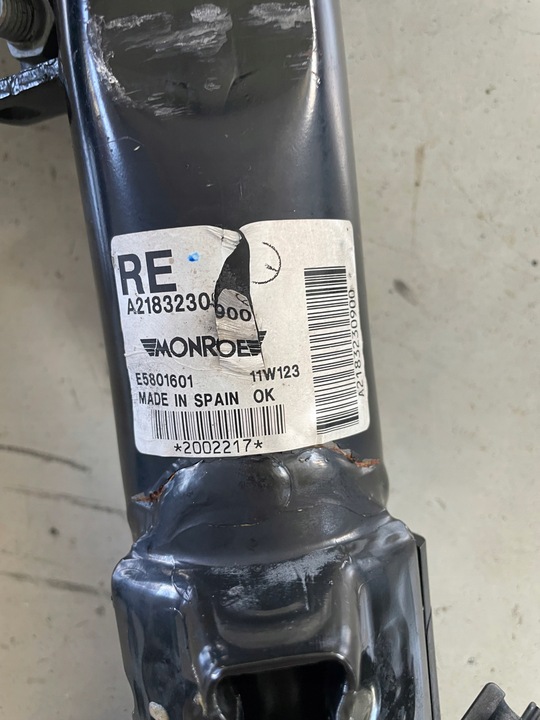 RE
A2183230900
MONROE
E5801601 11W123
MADE IN SPAIN OK
*2002217*
A2183230900